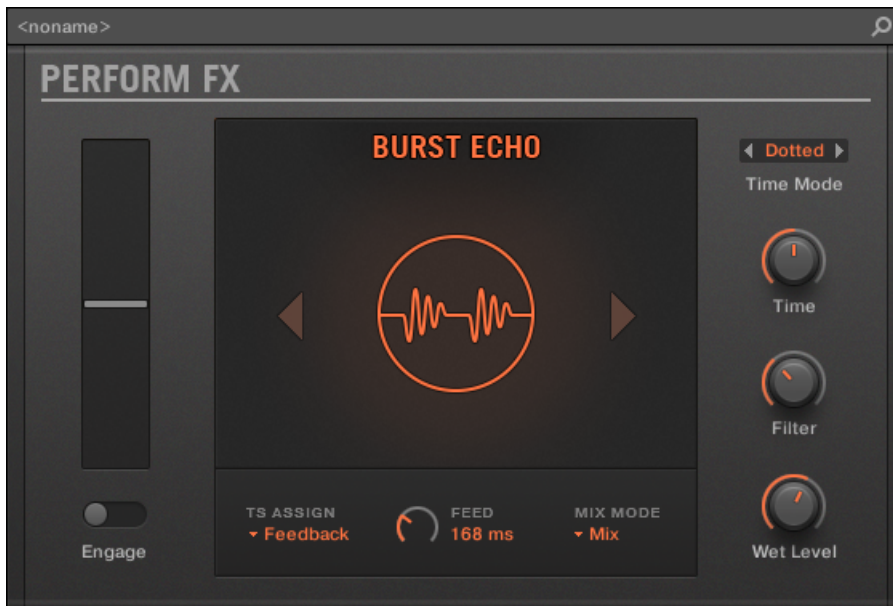 <noname>
PERFORM FX
BURST ECHO
Dotted
Time Mode
Time
Filter
Wet Level
TS ASSIGN
Feedback
FEED
168 ms
MIX MODE
Mix
Engage